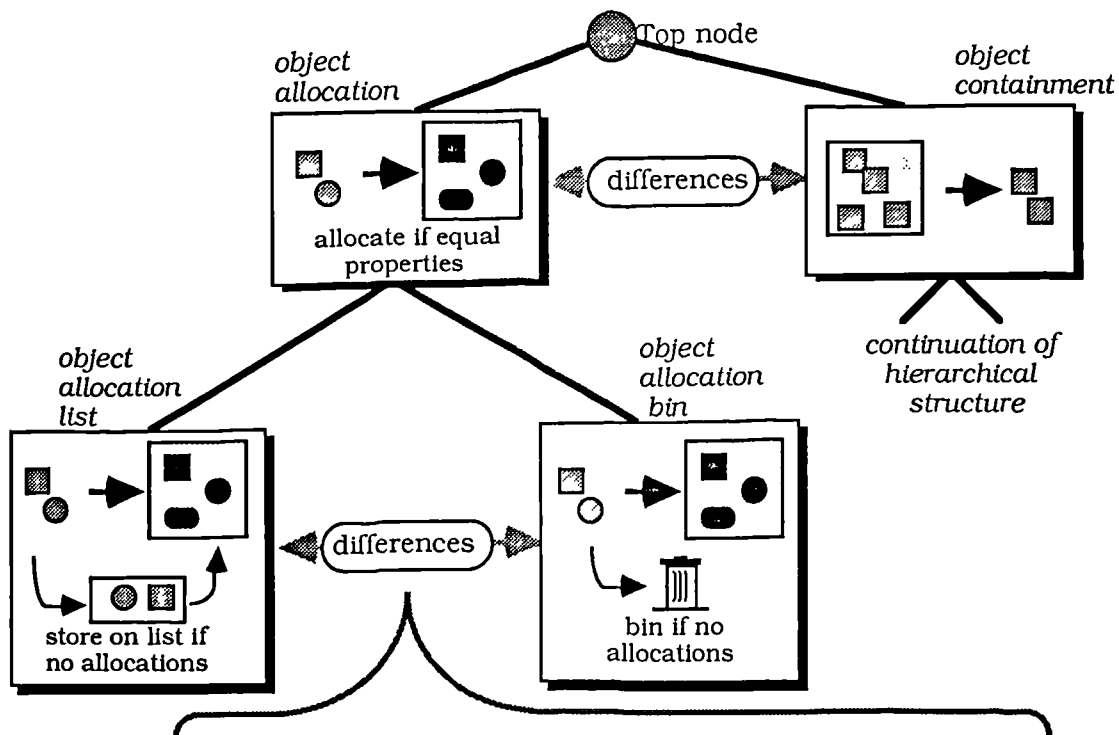 Top node
object
allocation
object
containment
differences
allocate if equal
properties
object
allocation
list
object
allocation
bin
continuation of
hierarchical
structure
differences
store on list if
no allocations
bin if no
allocations